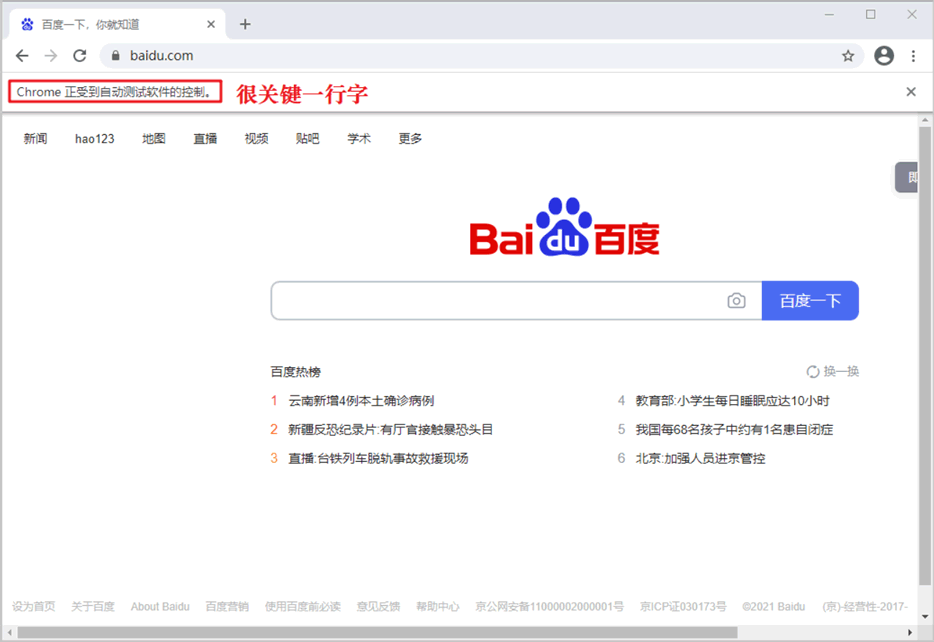 百度一下，你就知道
baidu.com
Chrome 正受到自动测试软件的控制。
很关键一行字
新闻 hao123 地图 直播 视频 贴吧 学术 更多
Baidu百度
百度一下
百度热榜 换一换
1 云南新增4例本土确诊病例 4 教育部:小学生每日睡眠应达10小时
2 新疆反恐纪录片:有厅官接触暴恐头目 5 我国每68名孩子中约有1名患自闭症
3 直播:台铁列车脱轨事故救援现场 6 北京:加强人员进京管控
设为首页 关于百度 About Baidu 百度营销 使用百度前必读 意见反馈 帮助中心 京公网安备11000002000001号 京ICP证030173号 ©2021 Baidu (京)-经营性-2017-